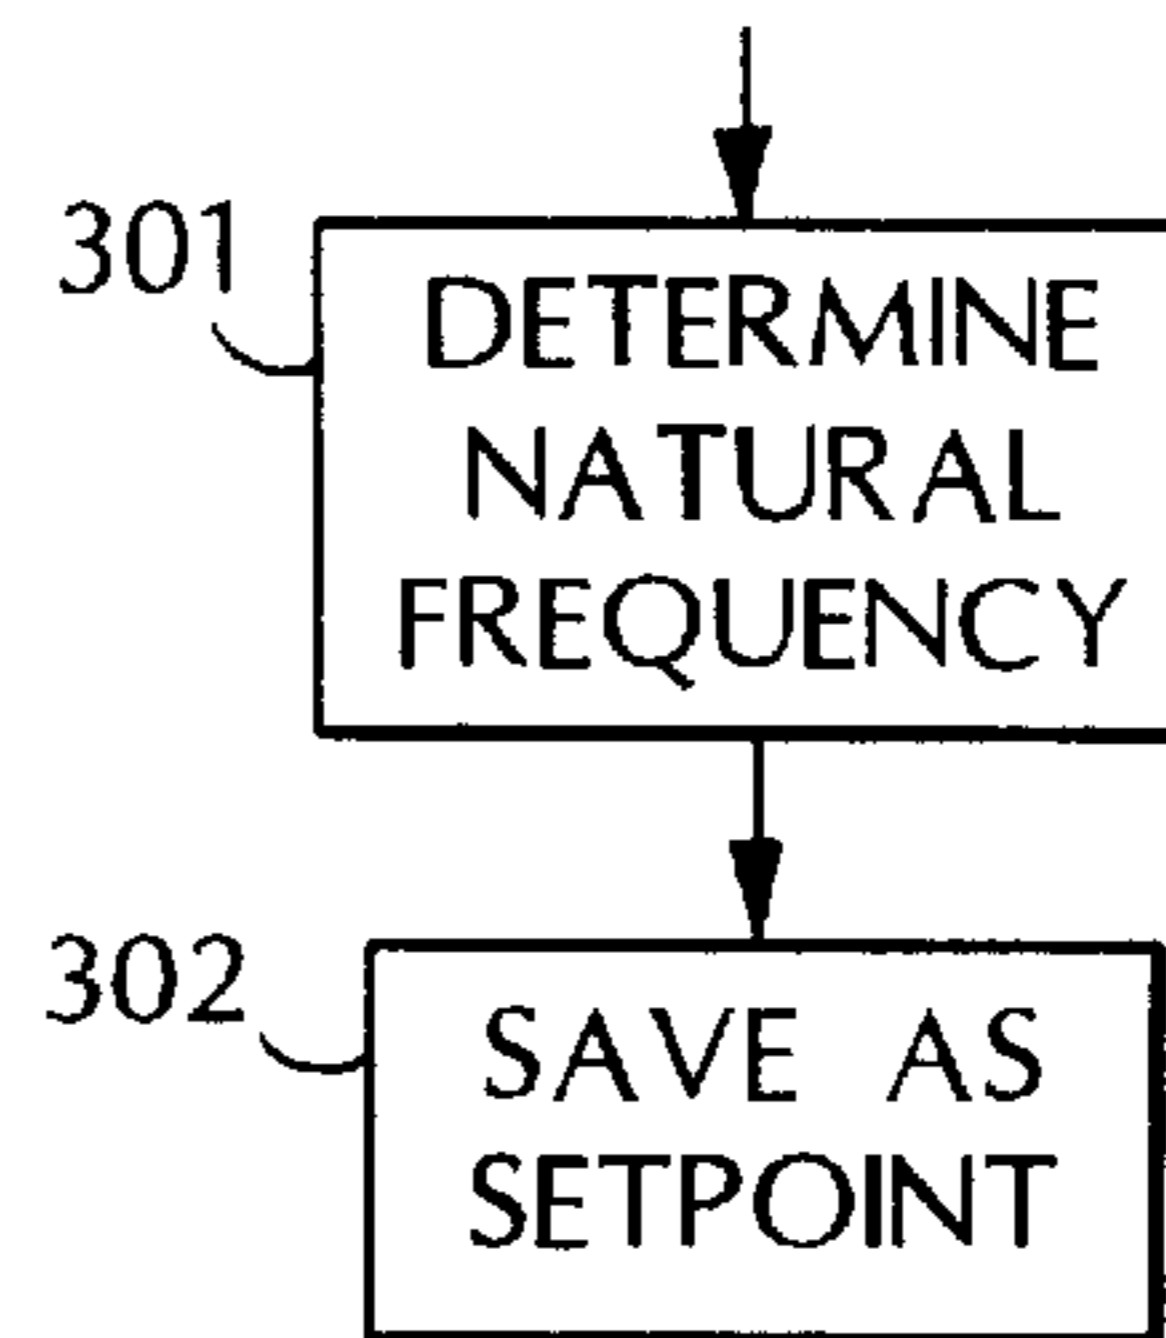 301
DETERMINE
NATURAL
FREQUENCY
302
SAVE AS
SETPOINT